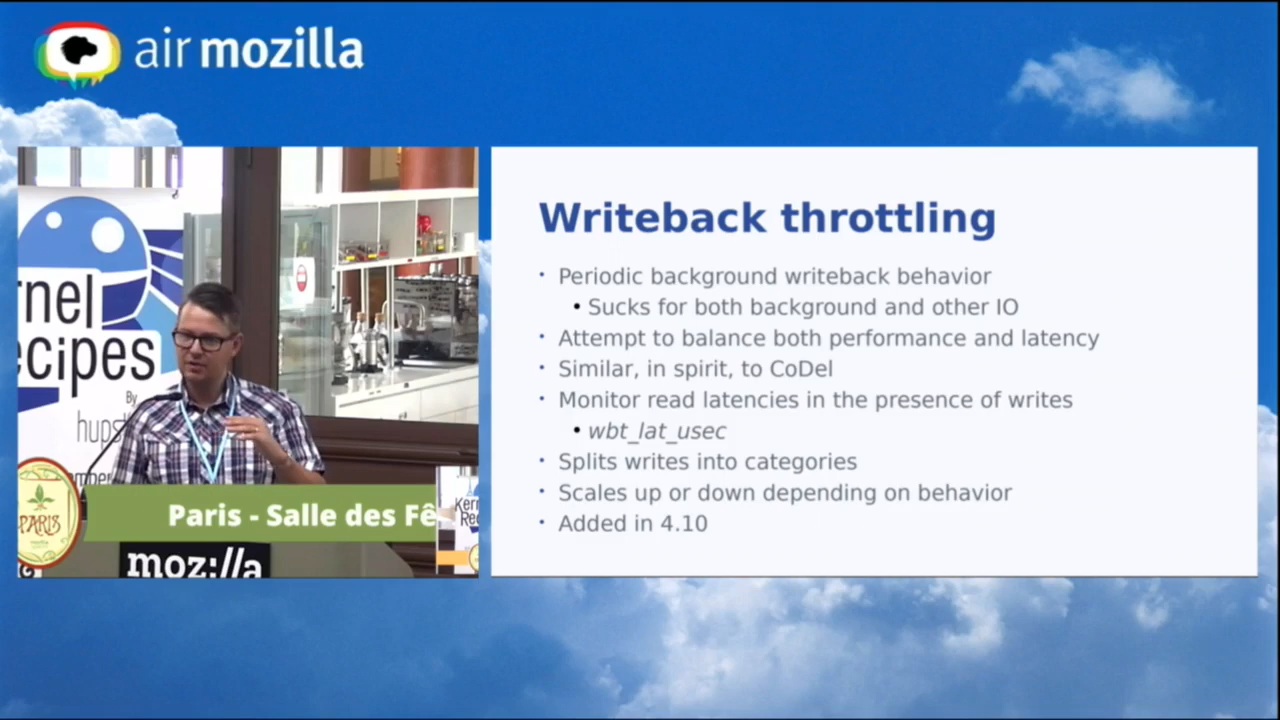 air mozilla
rnel
ecipes
By
hups
Paris - Salle des Fê
PARIS
moz://a
Writeback throttling
• Periodic background writeback behavior
• Sucks for both background and other IO
• Attempt to balance both performance and latency
• Similar, in spirit, to CoDel
• Monitor read latencies in the presence of writes
• wbt_lat_usec
• Splits writes into categories
• Scales up or down depending on behavior
• Added in 4.10